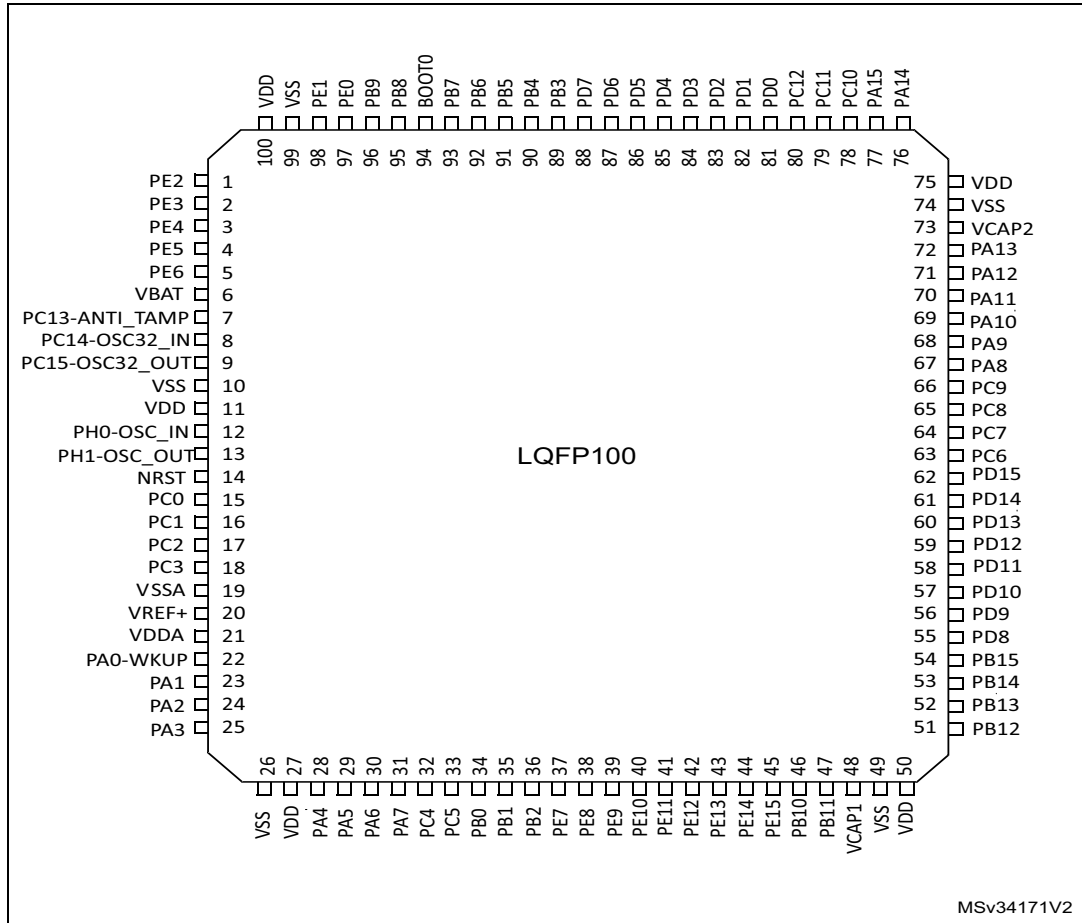 VDD VSS PE1 PE0 PB9 PB8 BOOT0 PB7 PB6 PB5 PB4 PB3 PD7 PD6 PD5 PD4 PD3 PD2 PD1 PD0 PC12 PC11 PC10 PA15 PA14
100 99 98 97 96 95 94 93 92 91 90 89 88 87 86 85 84 83 82 81 80 79 78 77 76
PE2 1 75 VDD
PE3 2 74 VSS
PE4 3 73 VCAP2
PE5 4 72 PA13
PE6 5 71 PA12
VBAT 6 70 PA11
PC13-ANTI_TAMP 7 69 PA10
PC14-OSC32_IN 8 68 PA9
PC15-OSC32_OUT 9 67 PA8
VSS 10 66 PC9
VDD 11 65 PC8
PH0-OSC_IN 12 64 PC7
PH1-OSC_OUT 13 LQFP100 63 PC6
NRST 14 62 PD15
PC0 15 61 PD14
PC1 16 60 PD13
PC2 17 59 PD12
PC3 18 58 PD11
VSSA 19 57 PD10
VREF+ 20 56 PD9
VDDA 21 55 PD8
PA0-WKUP 22 54 PB15
PA1 23 53 PB14
PA2 24 52 PB13
PA3 25 51 PB12
26 27 28 29 30 31 32 33 34 35 36 37 38 39 40 41 42 43 44 45 46 47 48 49 50
VSS VDD PA4 PA5 PA6 PA7 PC4 PC5 PB0 PB1 PB2 PE7 PE8 PE9 PE10 PE11 PE12 PE13 PE14 PE15 PB10 PB11 VCAP1 VSS VDD
MSv34171V2